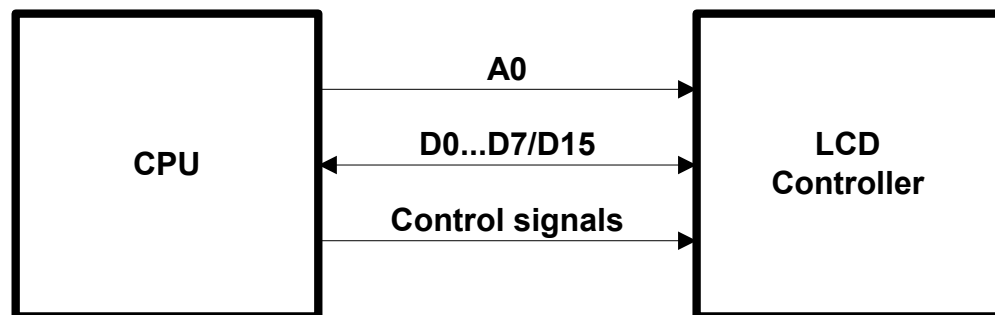 CPU
A0
D0...D7/D15
Control signals
LCD
Controller